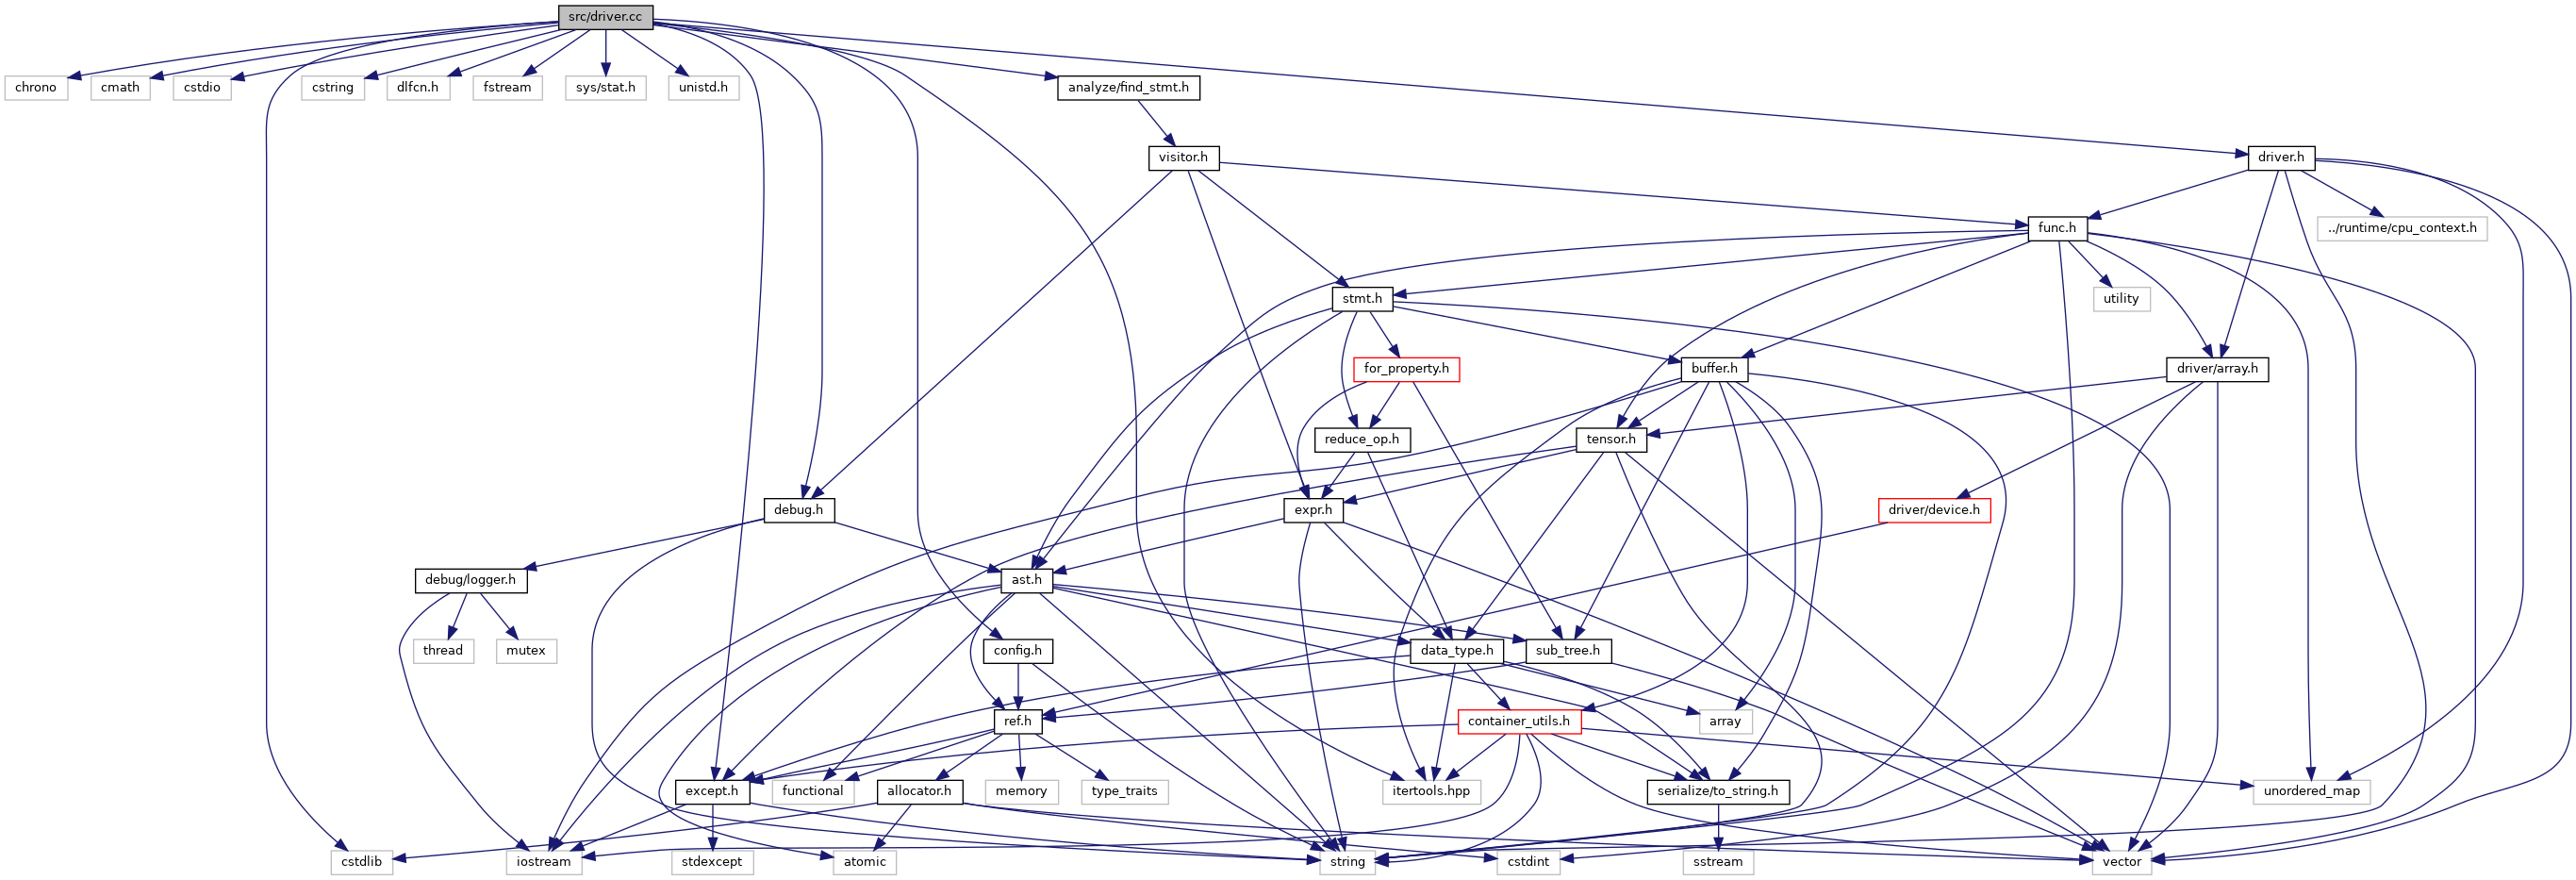 src/driver.cc
chrono
cmath
cstdio
cstring
dlfcn.h
fstream
sys/stat.h
unistd.h
analyze/find_stmt.h
visitor.h
driver.h
func.h
../runtime/cpu_context.h
stmt.h
utility
for_property.h
buffer.h
driver/array.h
reduce_op.h
tensor.h
debug.h
expr.h
driver/device.h
debug/logger.h
ast.h
thread
mutex
config.h
data_type.h
sub_tree.h
ref.h
container_utils.h
array
except.h
functional
allocator.h
memory
type_traits
itertools.hpp
serialize/to_string.h
unordered_map
cstdlib
iostream
stdexcept
atomic
string
cstdint
sstream
vector